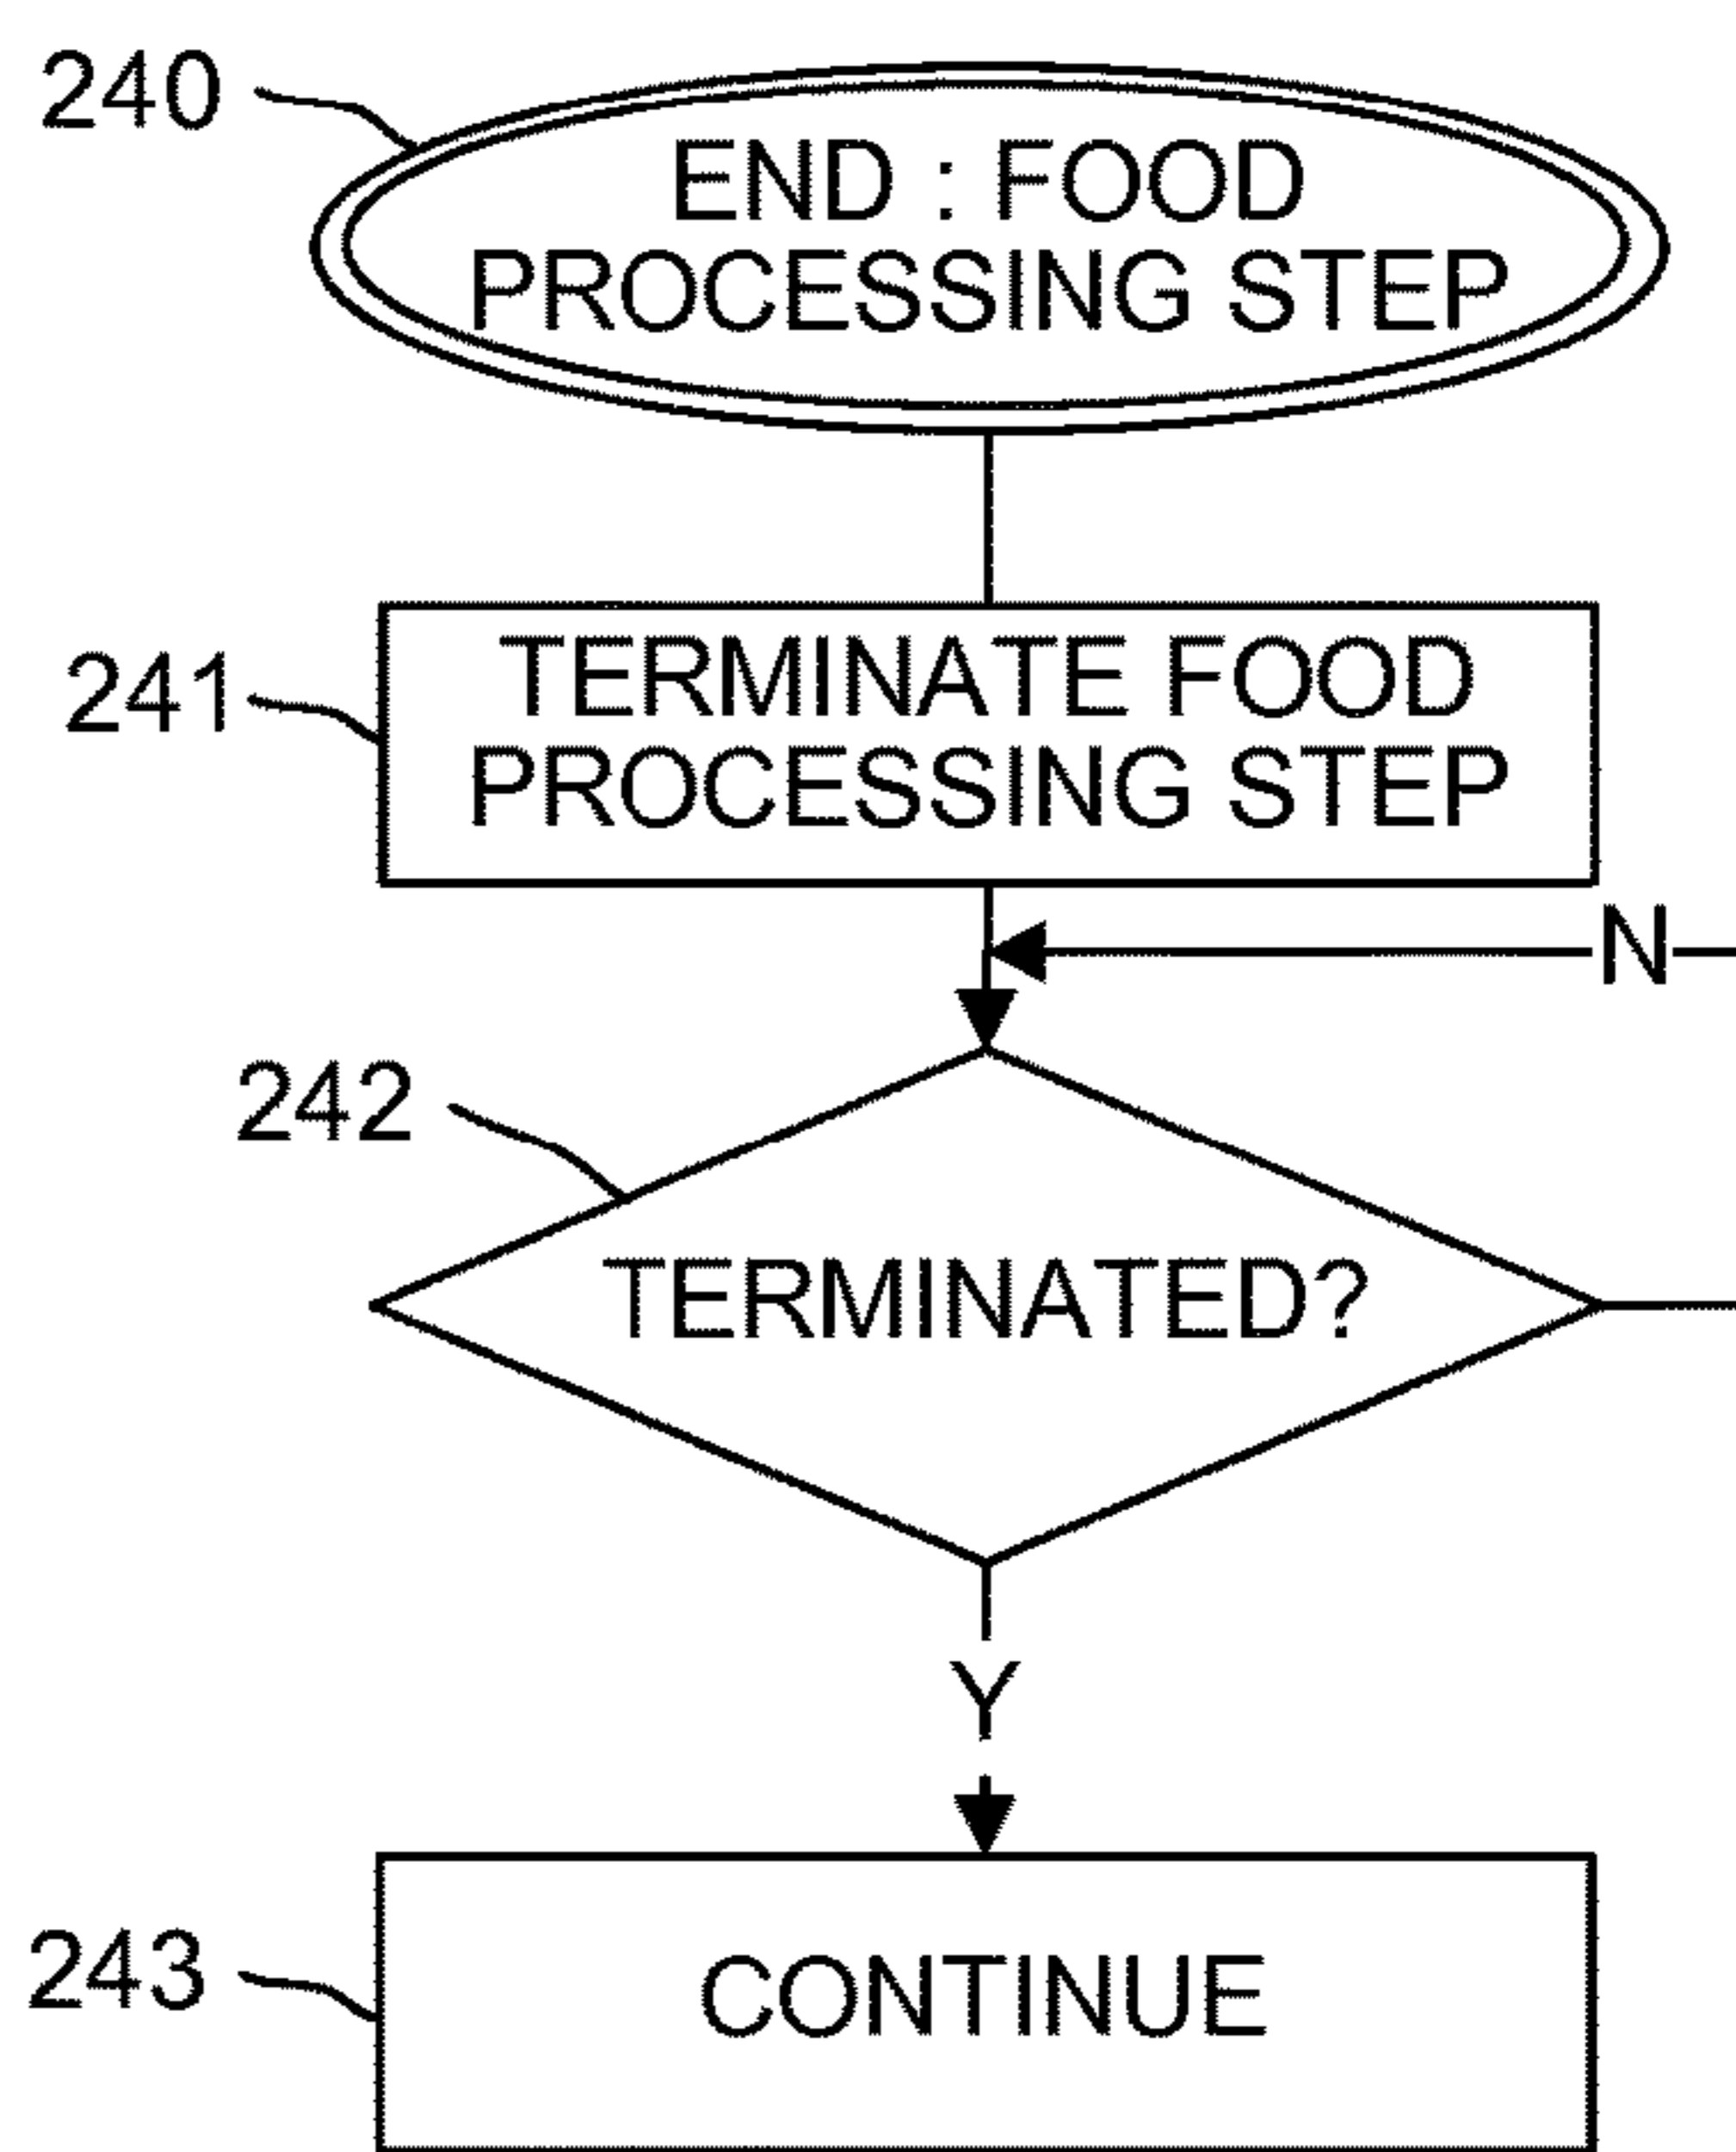 240
END : FOOD
PROCESSING STEP
241
TERMINATE FOOD
PROCESSING STEP
N
242
TERMINATED?
Y
243
CONTINUE